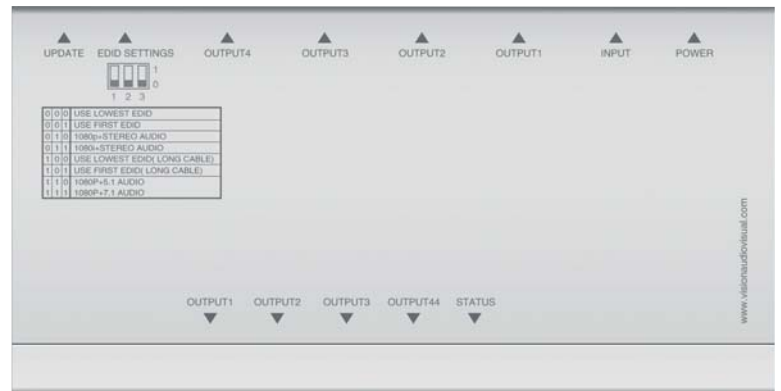 UPDATE EDID SETTINGS OUTPUT4 OUTPUT3 OUTPUT2 OUTPUT1 INPUT POWER
1
0
1 2 3
0 0 0 USE LOWEST EDID
0 0 1 USE FIRST EDID
0 1 0 1080p+STEREO AUDIO
0 1 1 1080i+STEREO AUDIO
1 0 0 USE LOWEST EDID( LONG CABLE)
1 0 1 USE FIRST EDID( LONG CABLE)
1 1 0 1080P+5.1 AUDIO
1 1 1 1080P+7.1 AUDIO
www.visionaudiovisual.com
OUTPUT1 OUTPUT2 OUTPUT3 OUTPUT44 STATUS